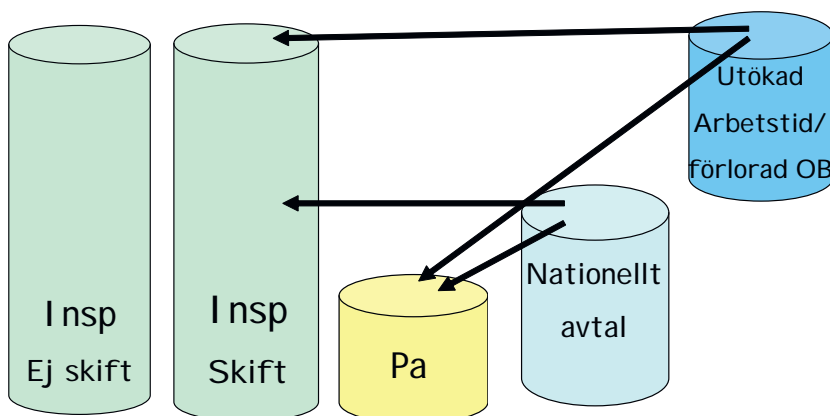 Insp
Ej skift
Insp
Skift
Pa
Nationellt
avtal
Utökad
Arbetstid/
förlorad OB